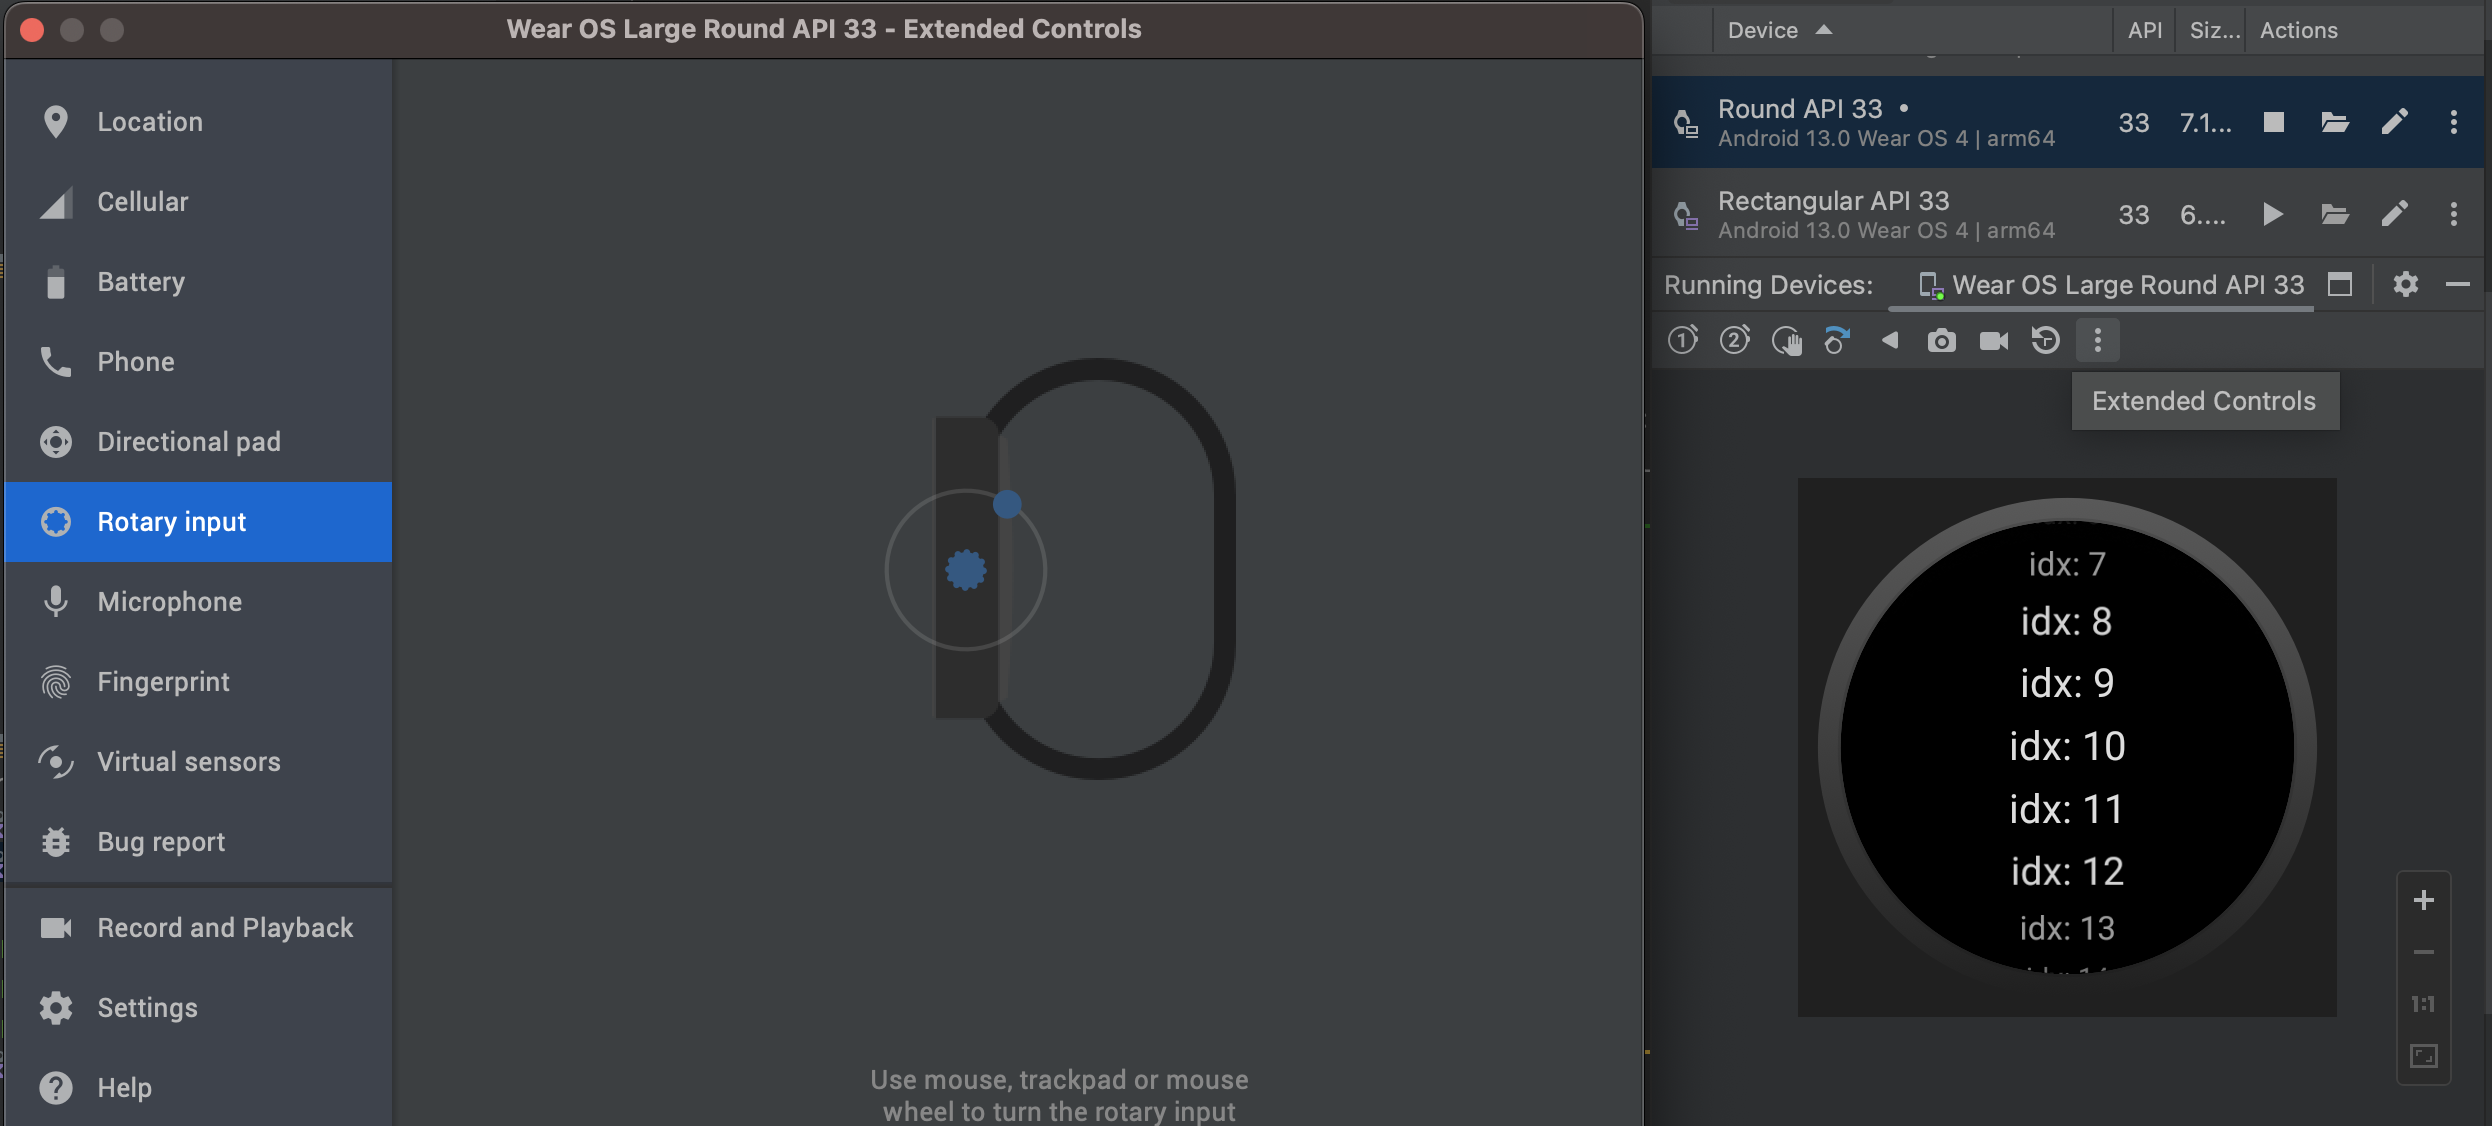 Wear OS Large Round API 33 - Extended Controls
Location
Cellular
Battery
Phone
Directional pad
Rotary input
Microphone
Fingerprint
Virtual sensors
Bug report
Record and Playback
Settings
Help
Use mouse, trackpad or mouse
wheel to turn the rotary input
Device API Siz... Actions
Round API 33 •
Android 13.0 Wear OS 4 | arm64
33 7.1...
Rectangular API 33
Android 13.0 Wear OS 4 | arm64
33 6....
Running Devices: Wear OS Large Round API 33
1 2
Extended Controls
idx: 7
idx: 8
idx: 9
idx: 10
idx: 11
idx: 12
idx: 13
1:1